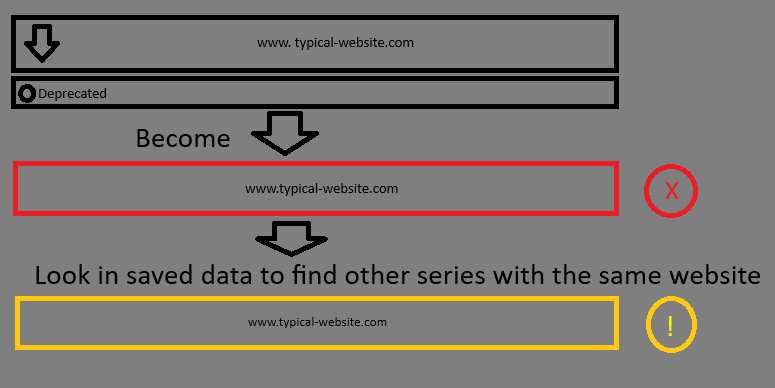 www. typical-website.com
Deprecated
Become
www.typical-website.com
X
Look in saved data to find other series with the same website
www.typical-website.com
!